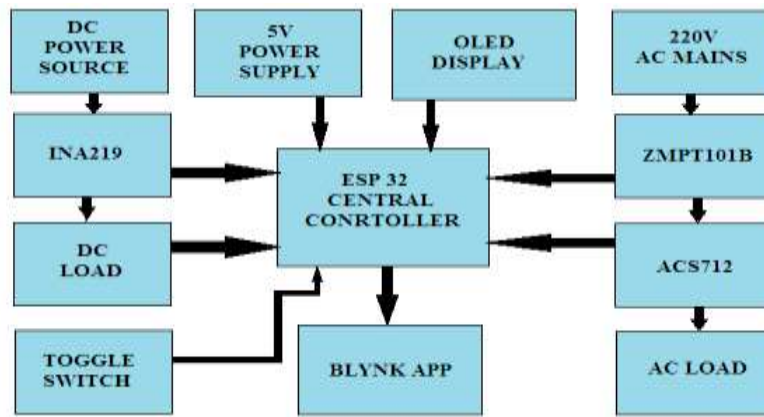 DC
POWER
SOURCE
5V
POWER
SUPPLY
OLED
DISPLAY
220V
AC MAINS
INA219
ESP 32
CENTRAL
CONRTOLLER
ZMPT101B
DC
LOAD
ACS712
TOGGLE
SWITCH
BLYNK APP
AC LOAD